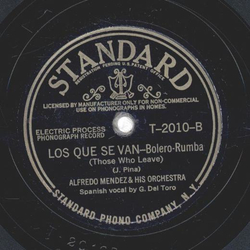 STANDARD
REGISTRATION PENDING U.S. PATENT OFF.
LICENSED BY MANUFACTURER ONLY FOR NON-COMMERCIAL
USE ON PHONOGRAPHS IN HOMES.
ELECTRIC PROCESS
PHONOGRAPH RECORD
T-2010-B
LOS QUE SE VAN-Bolero-Rumba
(Those Who Leave)
(J. Pina)
ALFREDO MENDEZ & HIS ORCHESTRA
Spanish vocal by G. Del Toro
STANDARD PHONO COMPANY, N.Y.